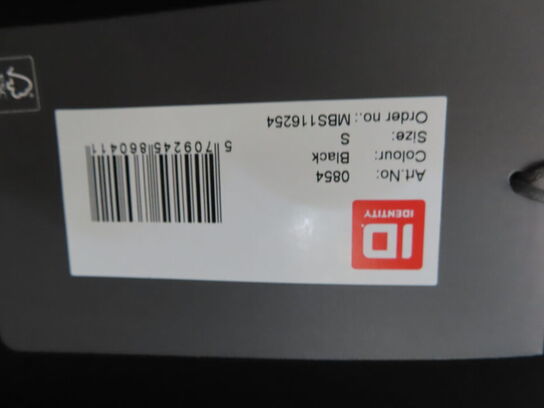 ID
IDENTITY
Art.No: 0854
Colour: Black
Size: S
Order no.: MBS116254
5 709245 860411